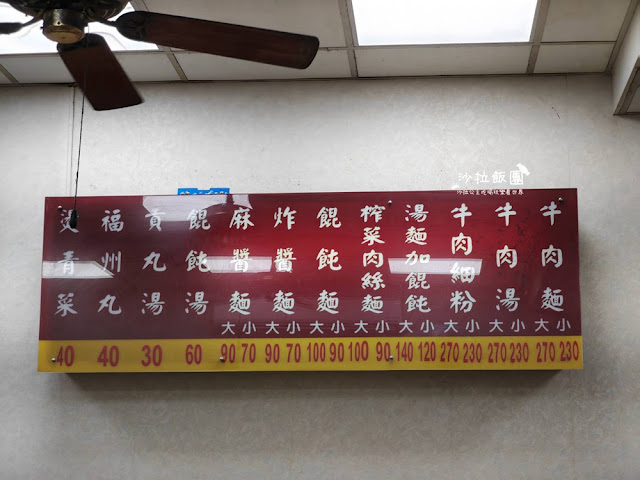 沙拉飯團
牛肉麵 大 小 270 230
牛肉湯 大 小 270 230
牛肉細粉 大 小 270 230
湯麵加餛飩 大 小 140 120
榨菜肉絲麵 大 小 100 90
餛飩麵 大 小 100 90
炸醬麵 大 小 90 70
麻醬麵 大 小 90 70
餛飩湯 60
貢丸湯 30
福州丸 40
燙青菜 40